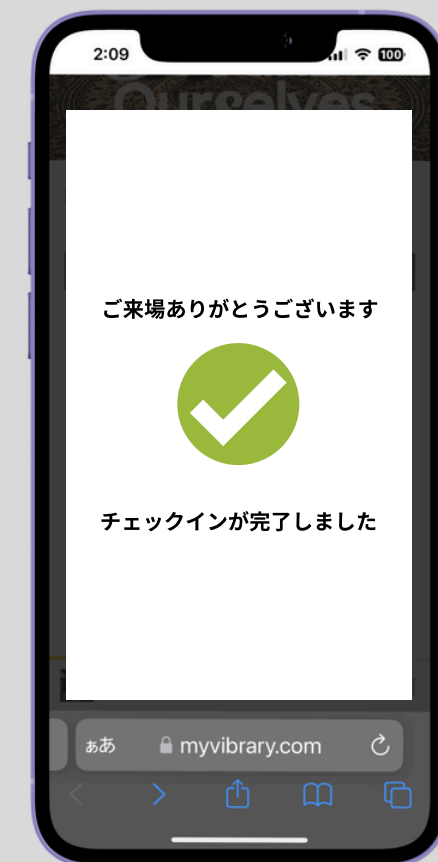 2:09
100
Ourselves
ご来場ありがとうございます
チェックインが完了しました
ぁあ
myvibrary.com